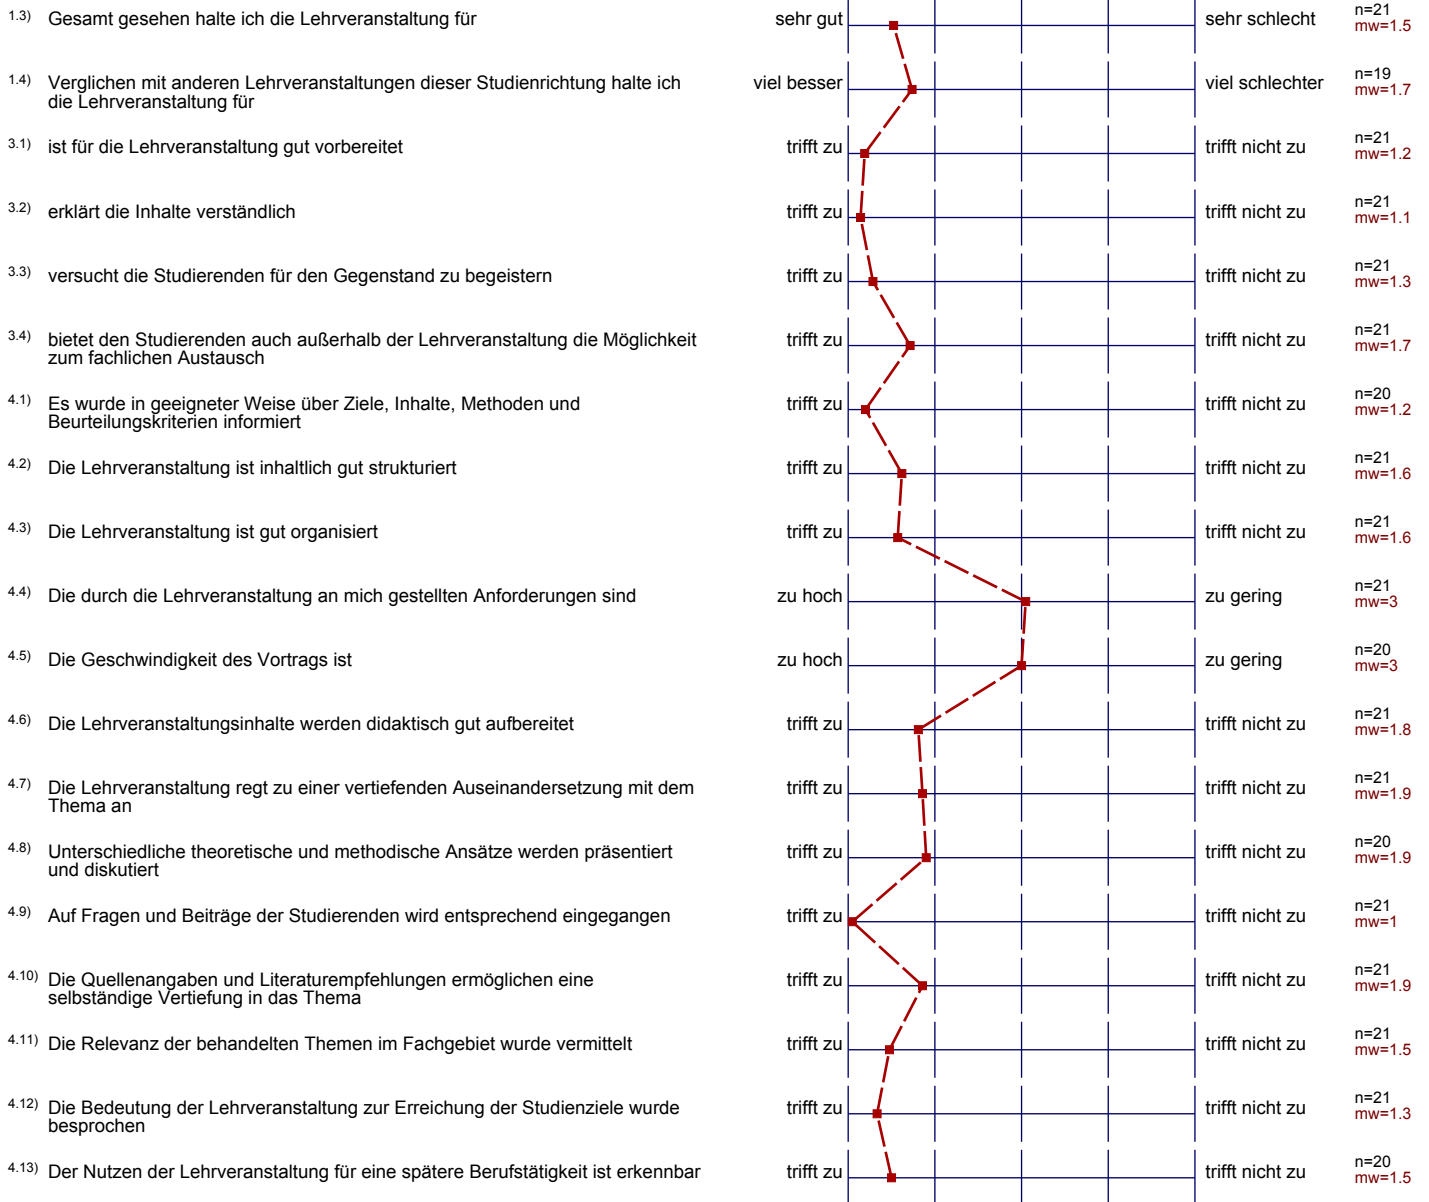 1.3) Gesamt gesehen halte ich die Lehrveranstaltung für sehr gut sehr schlecht n=21
mw=1.5
1.4) Verglichen mit anderen Lehrveranstaltungen dieser Studienrichtung halte ich viel besser viel schlechter n=19
die Lehrveranstaltung für mw=1.7
3.1) ist für die Lehrveranstaltung gut vorbereitet trifft zu trifft nicht zu n=21
mw=1.2
3.2) erklärt die Inhalte verständlich trifft zu trifft nicht zu n=21
mw=1.1
3.3) versucht die Studierenden für den Gegenstand zu begeistern trifft zu trifft nicht zu n=21
mw=1.3
3.4) bietet den Studierenden auch außerhalb der Lehrveranstaltung die Möglichkeit trifft zu trifft nicht zu n=21
zum fachlichen Austausch mw=1.7
4.1) Es wurde in geeigneter Weise über Ziele, Inhalte, Methoden und trifft zu trifft nicht zu n=20
Beurteilungskriterien informiert mw=1.2
4.2) Die Lehrveranstaltung ist inhaltlich gut strukturiert trifft zu trifft nicht zu n=21
mw=1.6
4.3) Die Lehrveranstaltung ist gut organisiert trifft zu trifft nicht zu n=21
mw=1.6
4.4) Die durch die Lehrveranstaltung an mich gestellten Anforderungen sind zu hoch zu gering n=21
mw=3
4.5) Die Geschwindigkeit des Vortrags ist zu hoch zu gering n=20
mw=3
4.6) Die Lehrveranstaltungsinhalte werden didaktisch gut aufbereitet trifft zu trifft nicht zu n=21
mw=1.8
4.7) Die Lehrveranstaltung regt zu einer vertiefenden Auseinandersetzung mit dem trifft zu trifft nicht zu n=21
Thema an mw=1.9
4.8) Unterschiedliche theoretische und methodische Ansätze werden präsentiert trifft zu trifft nicht zu n=20
und diskutiert mw=1.9
4.9) Auf Fragen und Beiträge der Studierenden wird entsprechend eingegangen trifft zu trifft nicht zu n=21
mw=1
4.10) Die Quellenangaben und Literaturempfehlungen ermöglichen eine trifft zu trifft nicht zu n=21
selbständige Vertiefung in das Thema mw=1.9
4.11) Die Relevanz der behandelten Themen im Fachgebiet wurde vermittelt trifft zu trifft nicht zu n=21
mw=1.5
4.12) Die Bedeutung der Lehrveranstaltung zur Erreichung der Studienziele wurde trifft zu trifft nicht zu n=21
besprochen mw=1.3
4.13) Der Nutzen der Lehrveranstaltung für eine spätere Berufstätigkeit ist erkennbar trifft zu trifft nicht zu n=20
mw=1.5